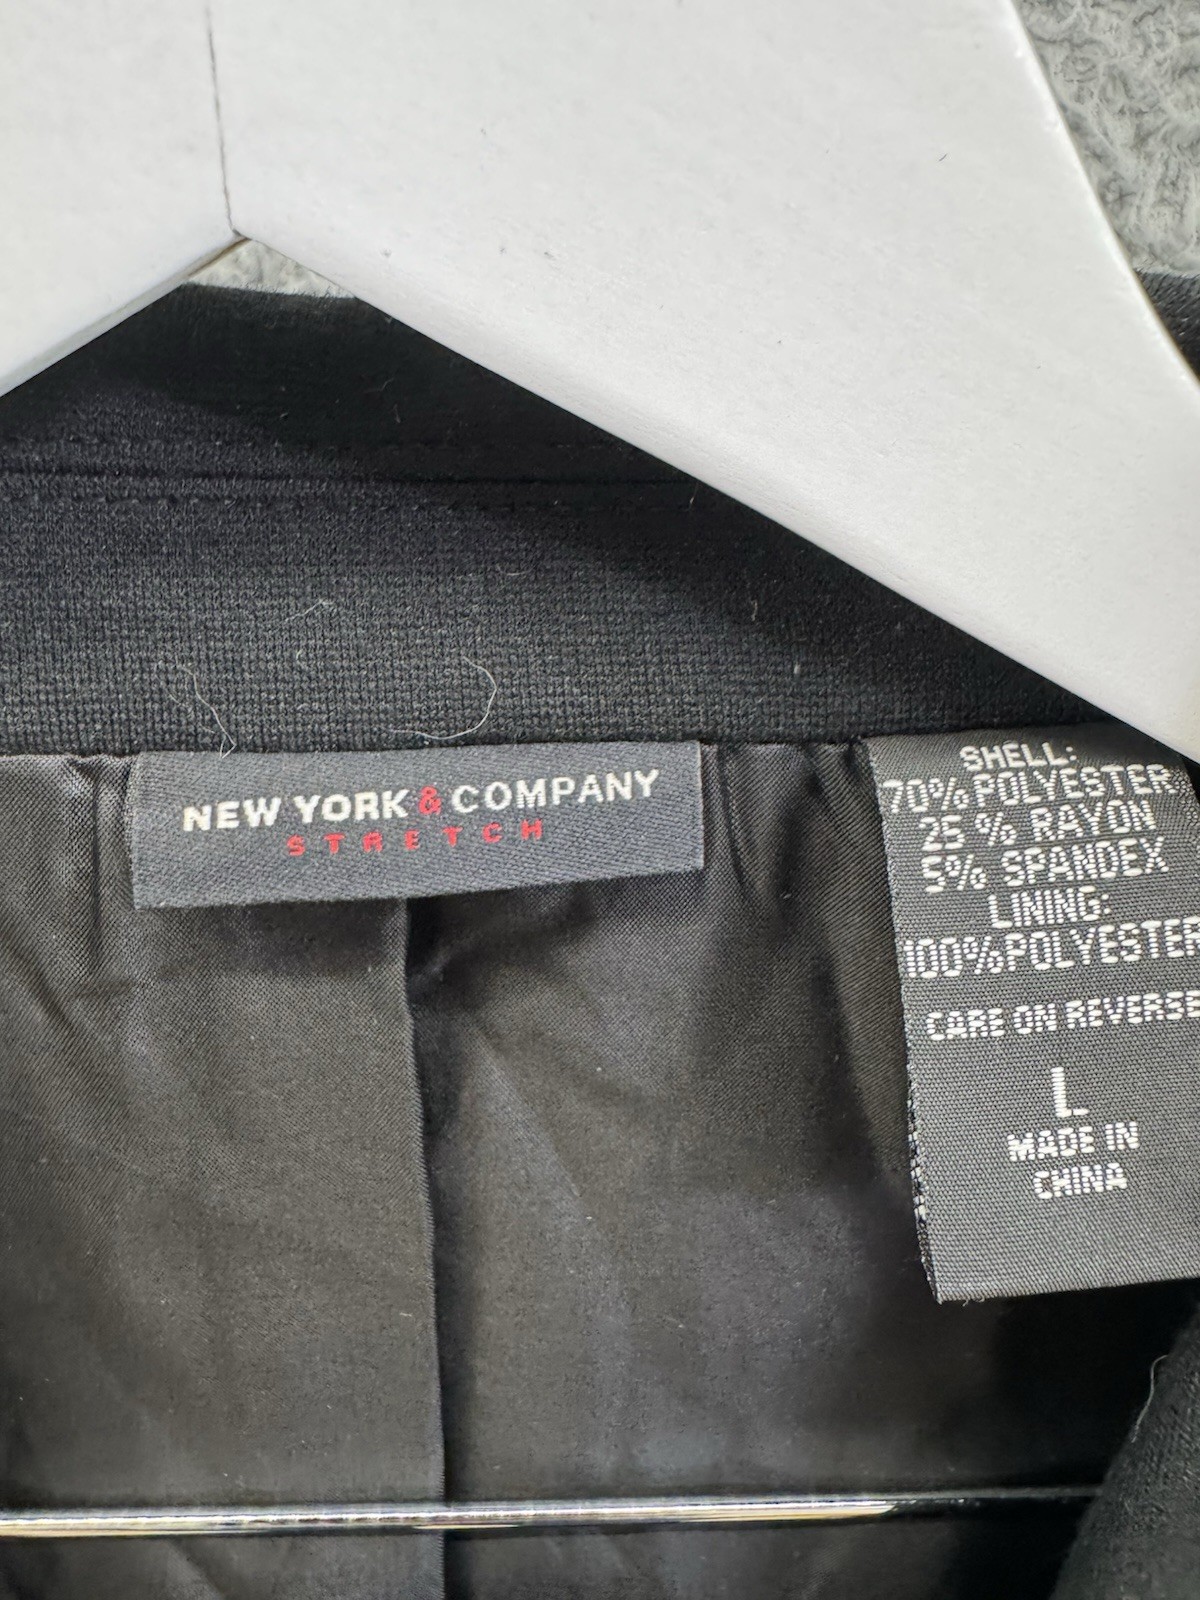 NEW YORK & COMPANY
STRETCH
SHELL:
70% POLYESTER
25 % RAYON
5% SPANDEX
LINING:
100% POLYESTER
CARE ON REVERSE
L
MADE IN
CHINA